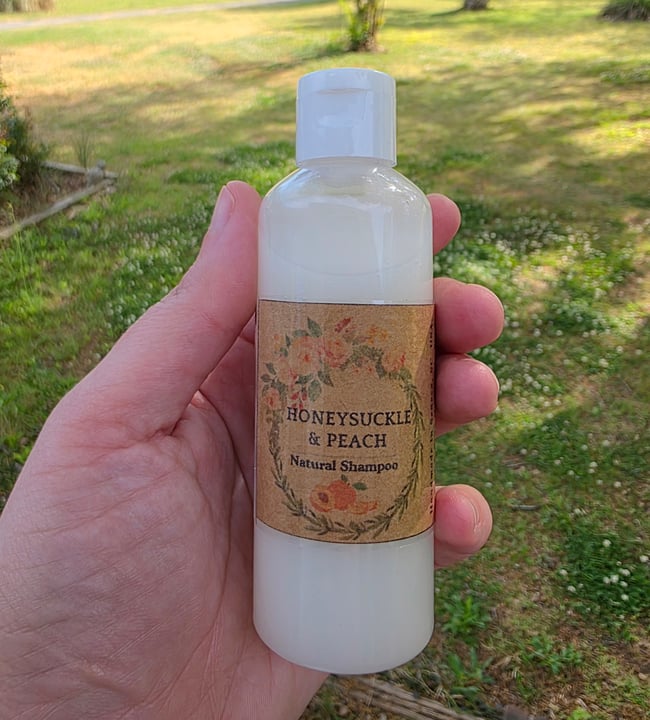 HONEYSUCKLE
& PEACH
Natural Shampoo